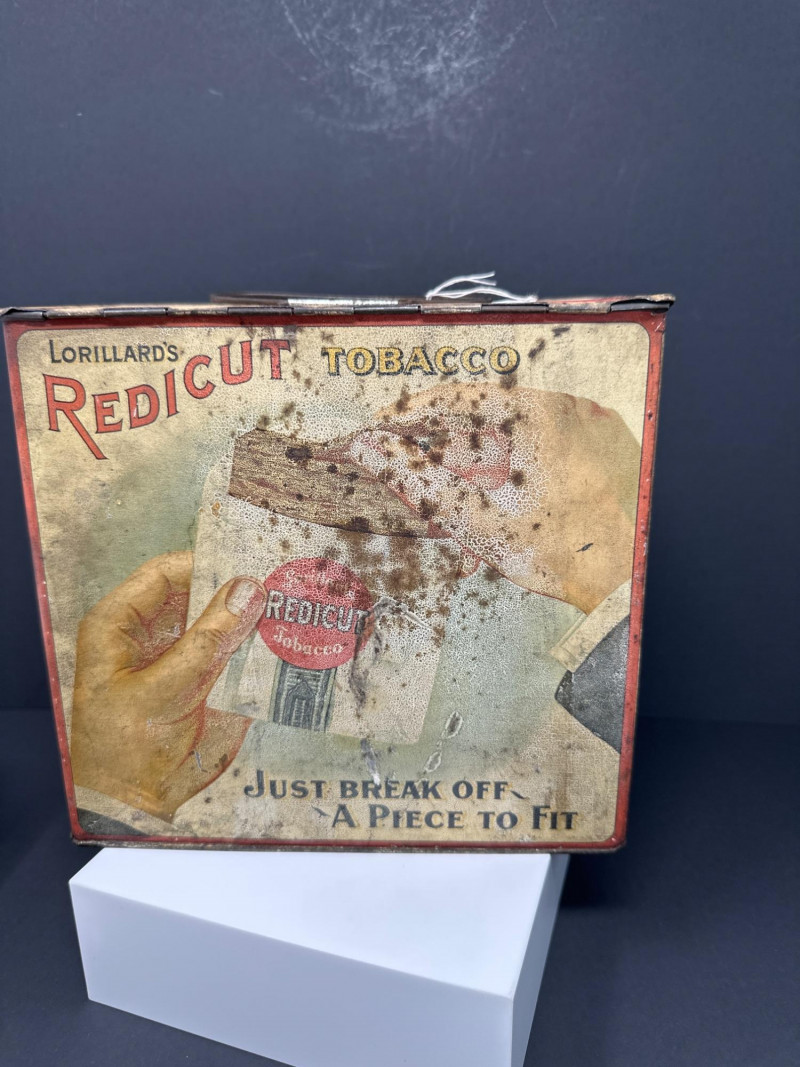 LORILLARD'S
REDICUT TOBACCO
REDICUT
Tobacco
JUST BREAK OFF
A PIECE TO FIT